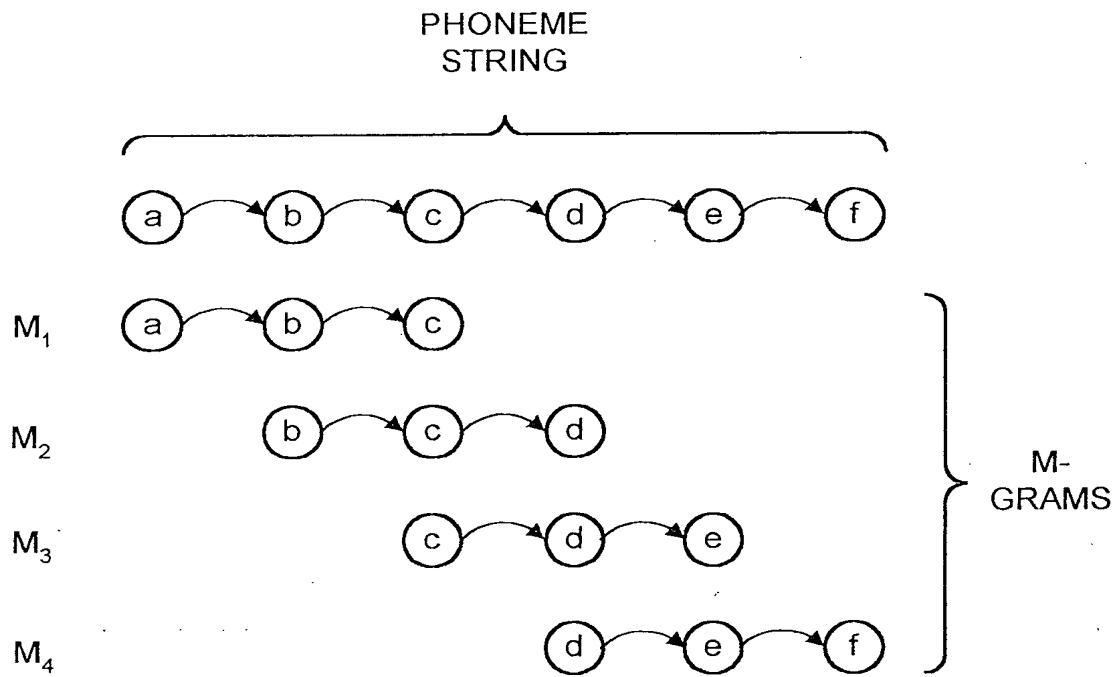 PHONEME
STRING
a b c d e f
M₁ a b c
M₂ b c d
M-
GRAMS
M₃ c d e
M₄ d e f